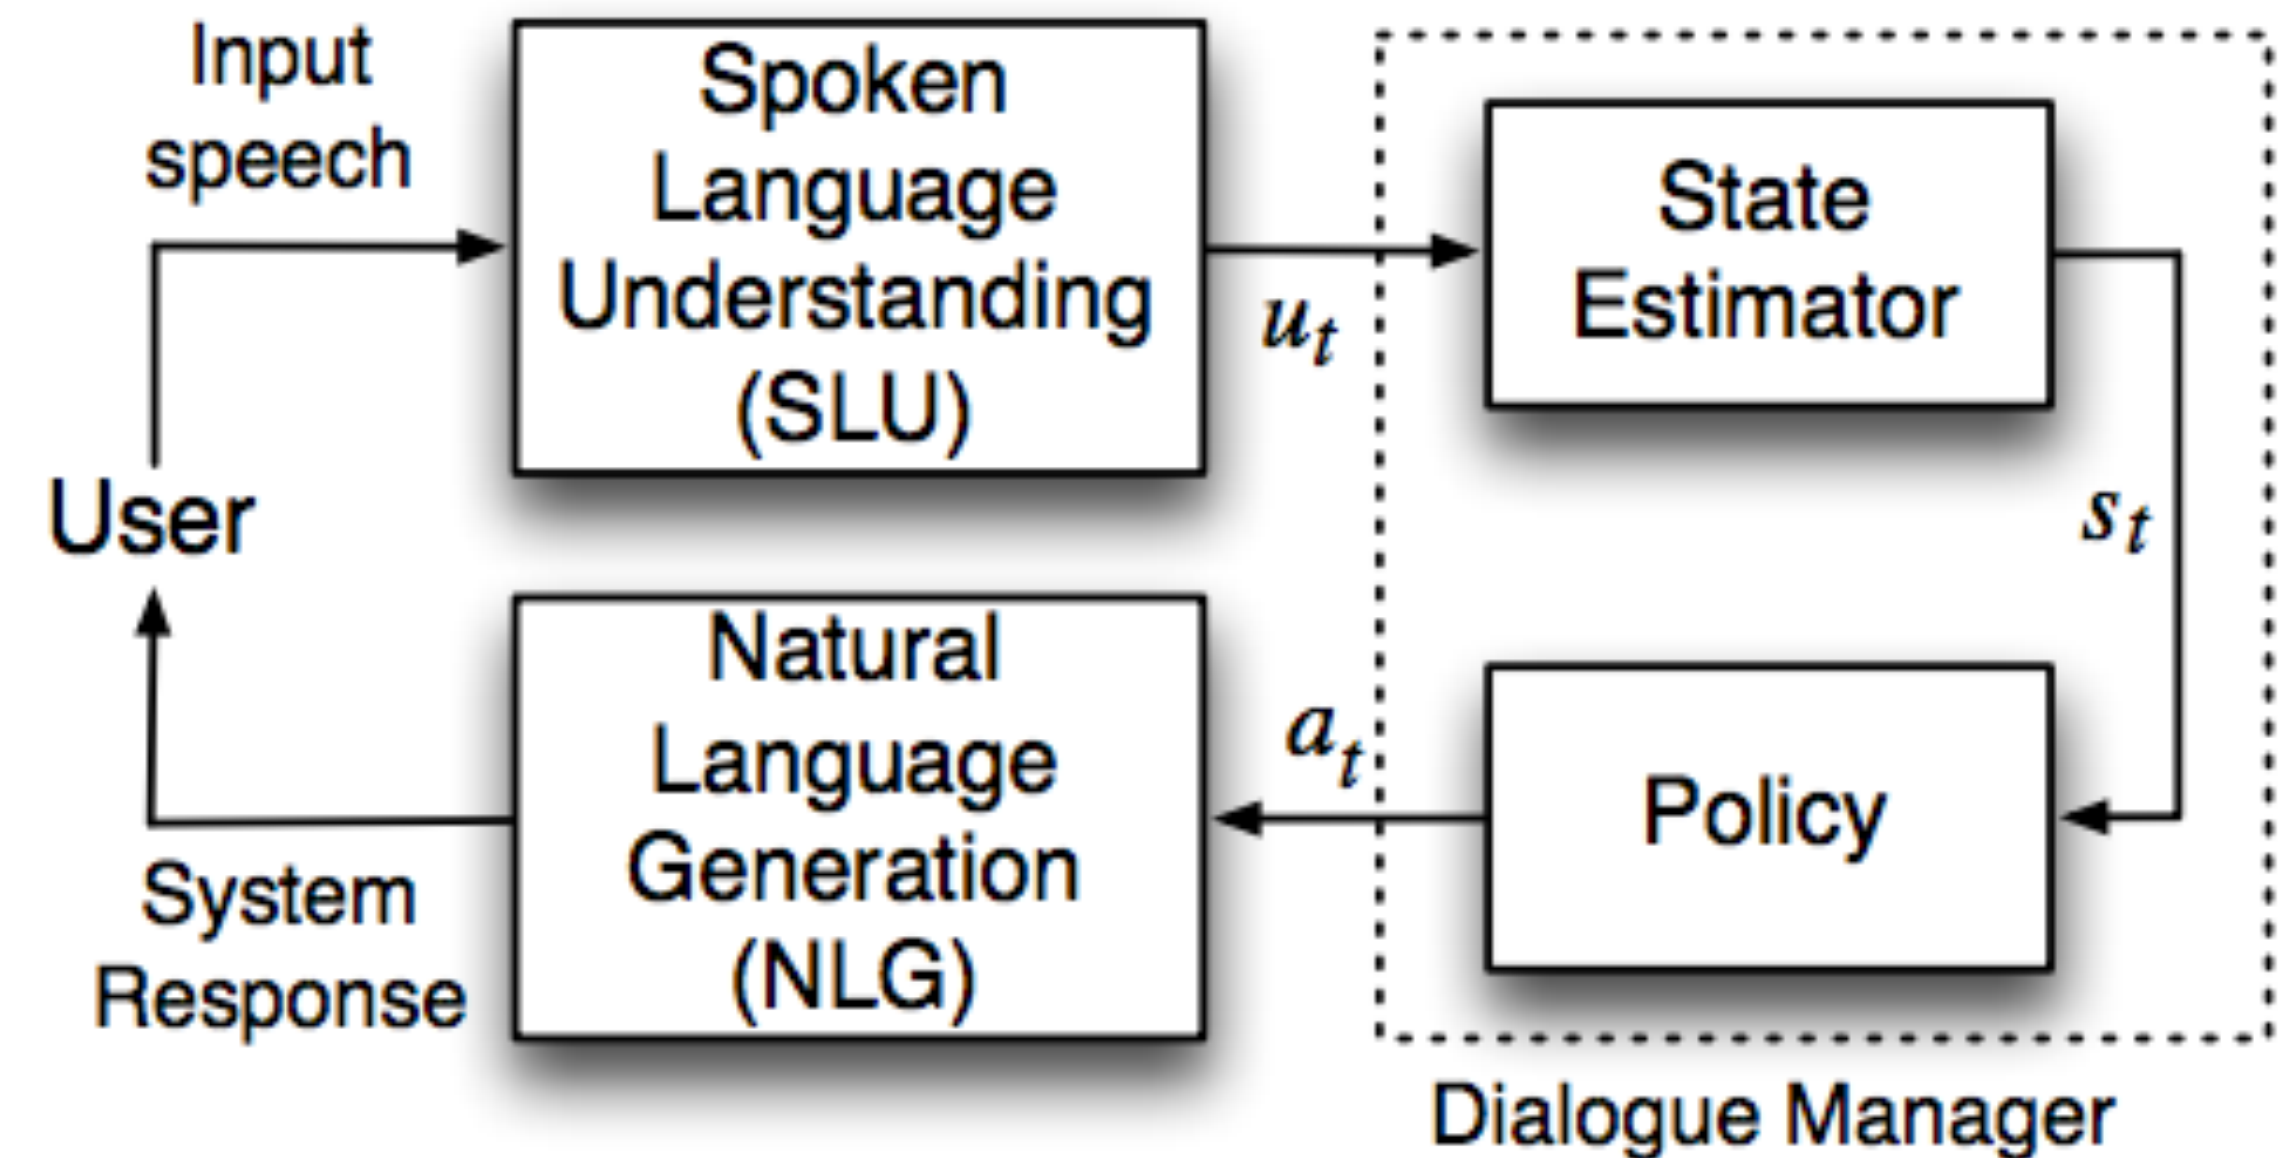 Input
speech
Spoken
Language
Understanding
(SLU)
u_t
State
Estimator
s_t
User
Natural
Language
Generation
(NLG)
a_t
Policy
System
Response
Dialogue Manager